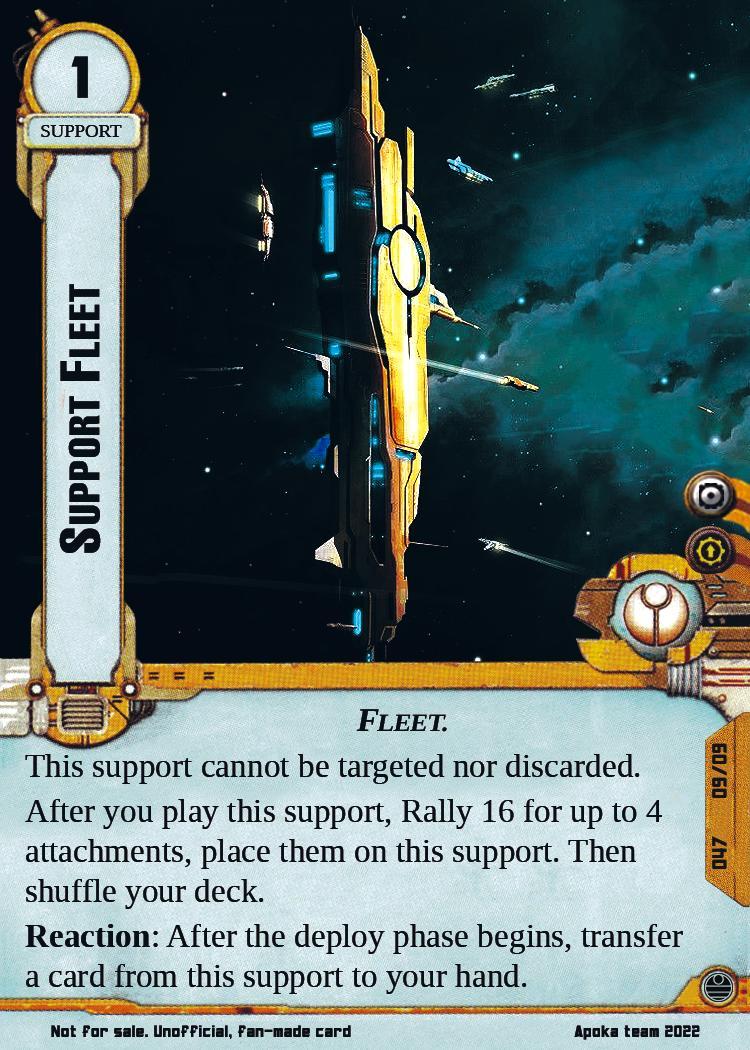 1
SUPPORT
SUPPORT FLEET
FLEET.
This support cannot be targeted nor discarded.
After you play this support, Rally 16 for up to 4
attachments, place them on this support. Then
shuffle your deck.
Reaction: After the deploy phase begins, transfer
a card from this support to your hand.
047 60/60
Not for sale. Unofficial, fan-made card
Apoka team 2022